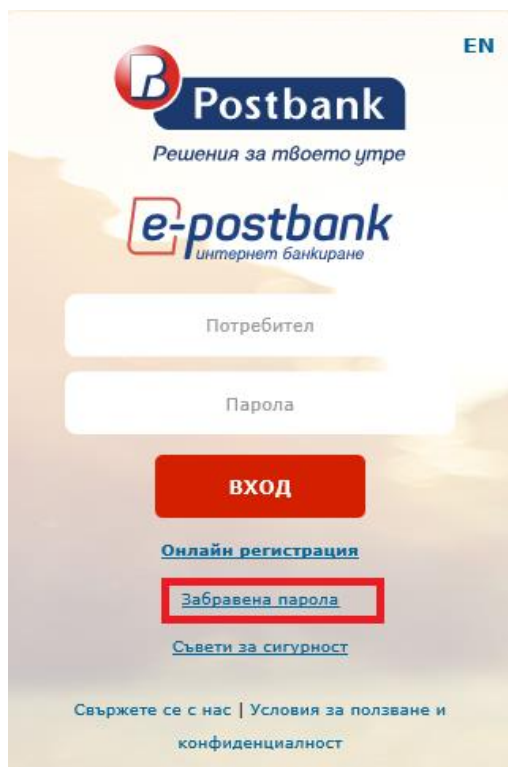 EN
Postbank
Решения за твоето утре
e-postbank
интернет банкиране
Потребител
Парола
ВХОД
Онлайн регистрация
Забравена парола
Съвети за сигурност
Свържете се с нас | Условия за ползване и
конфиденциалност